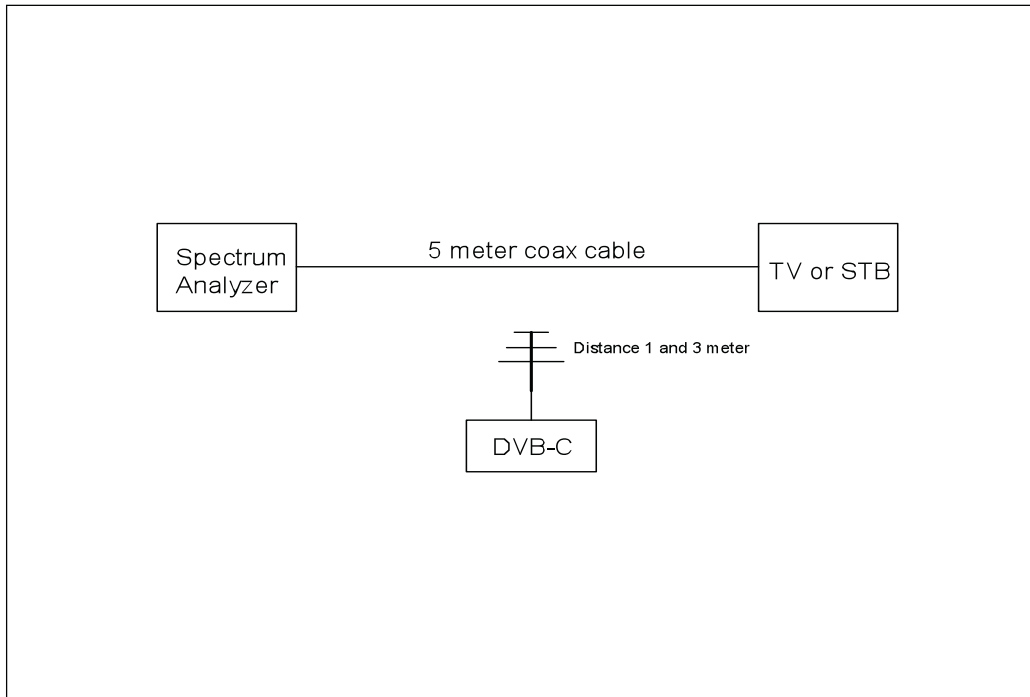 Spectrum
Analyzer
5 meter coax cable
TV or STB
Distance 1 and 3 meter
DVB-C